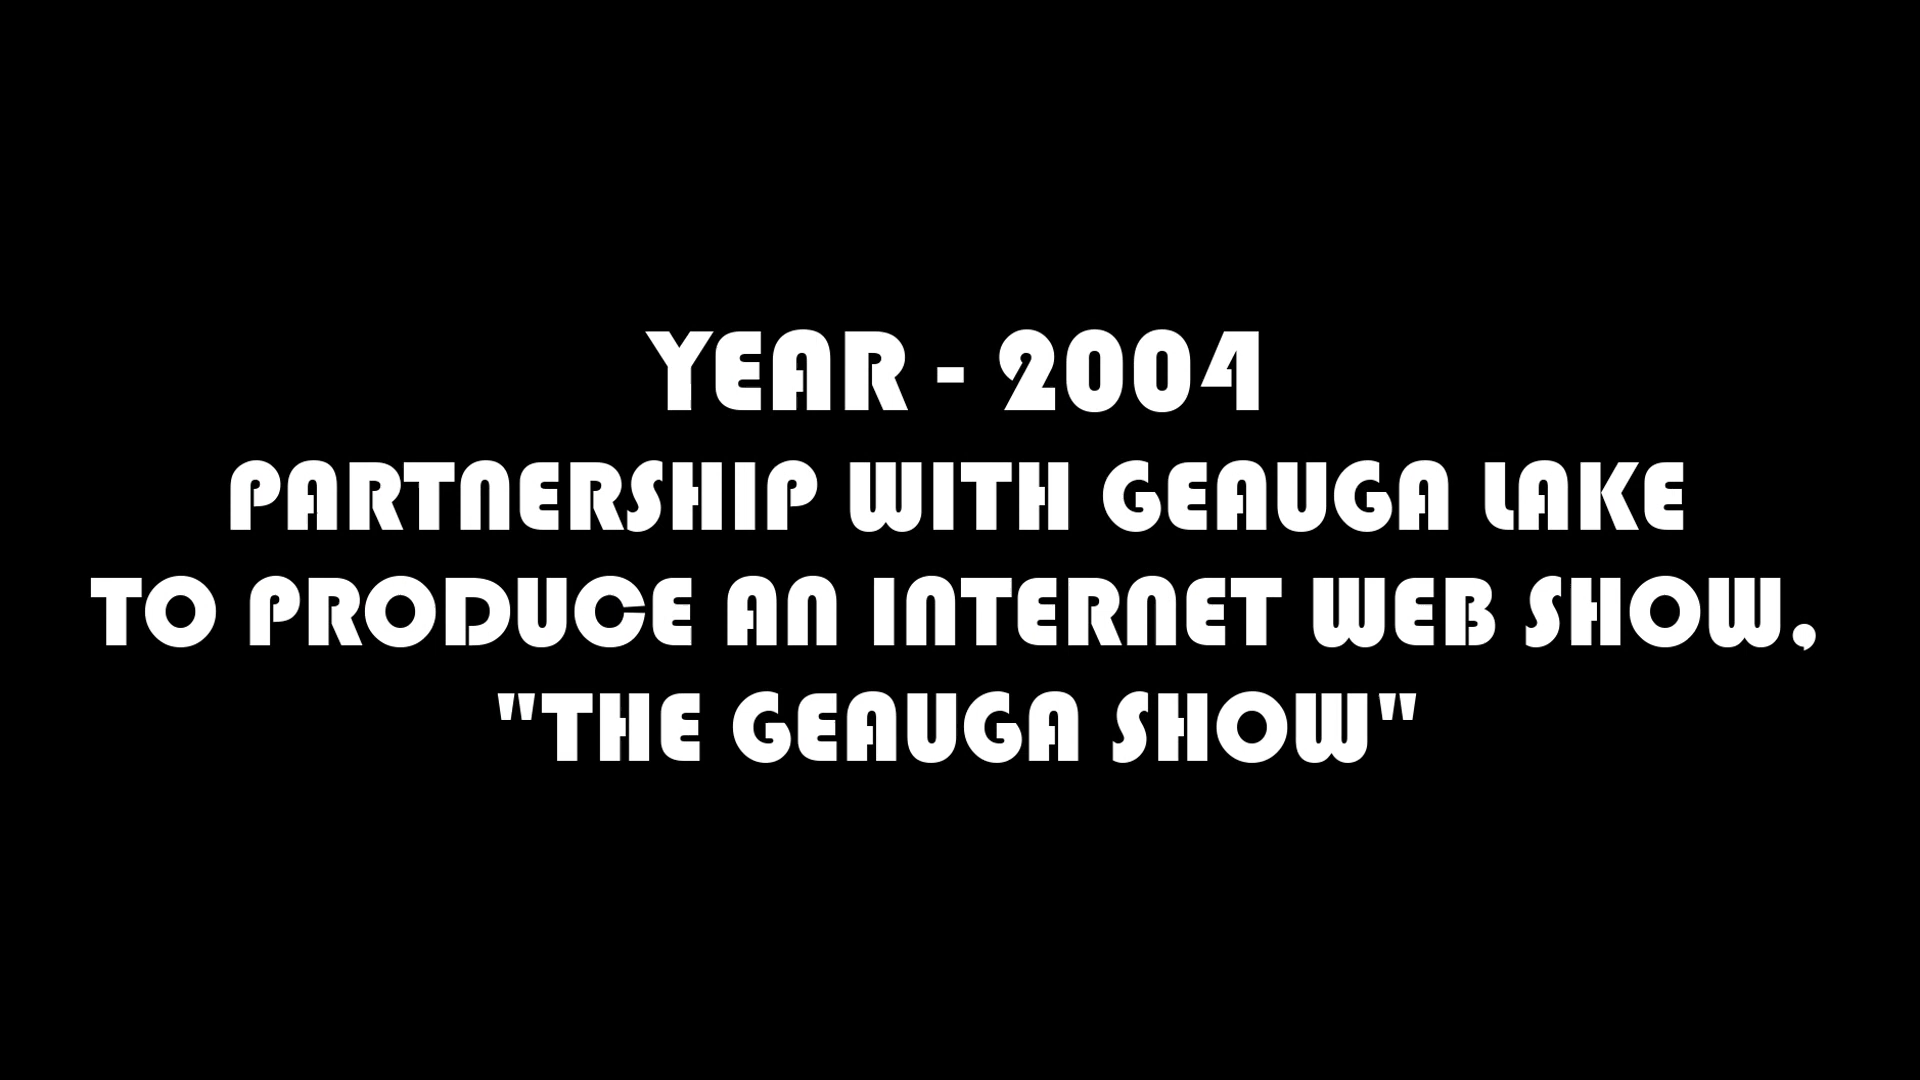 YEAR - 2004
PARTNERSHIP WITH GEAUGA LAKE
TO PRODUCE AN INTERNET WEB SHOW,
"THE GEAUGA SHOW"